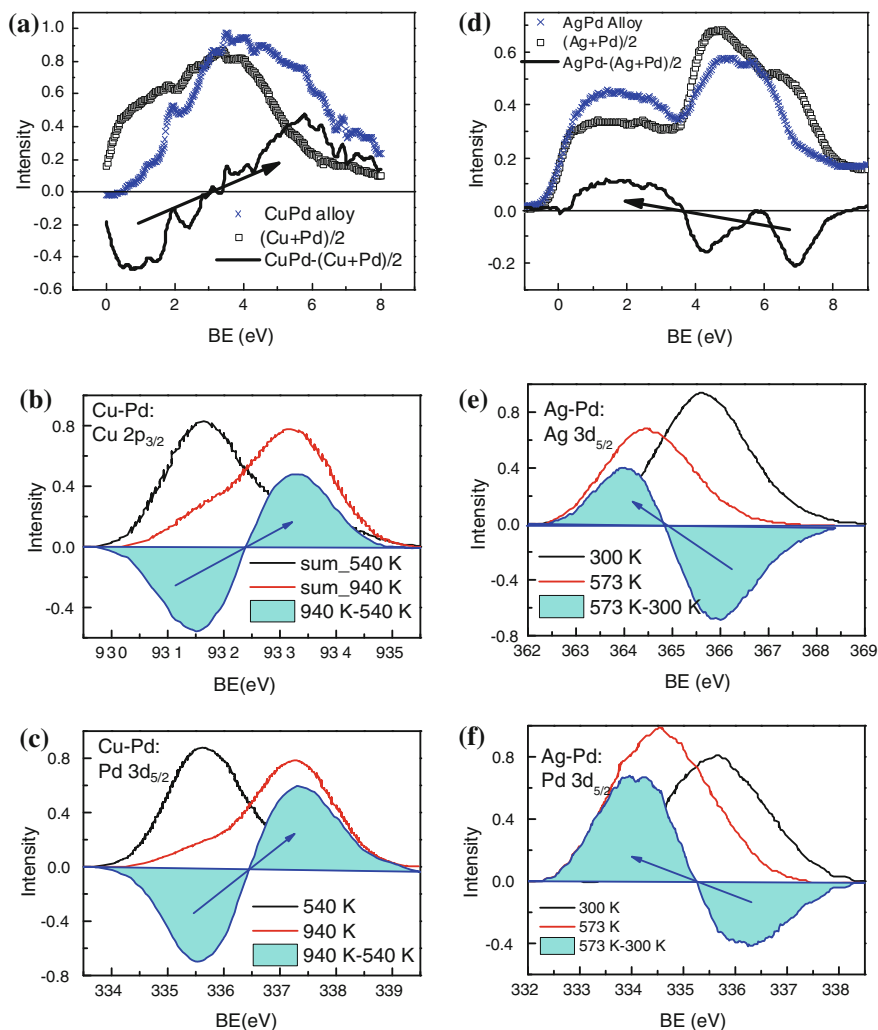 (a)
1.0
0.8
0.6
0.4
0.2
0.0
-0.2
-0.4
-0.6
Intensity
CuPd alloy
(Cu+Pd)/2
CuPd-(Cu+Pd)/2
0 2 4 6 8
BE (eV)
(d)
AgPd Alloy
(Ag+Pd)/2
AgPd-(Ag+Pd)/2
0.6
0.4
0.2
0.0
-0.2
Intensity
0 2 4 6 8
BE (eV)
(b)
Cu-Pd:
Cu 2p3/2
0.8
0.4
0.0
-0.4
Intensity
sum_540 K
sum_940 K
940 K-540 K
930 931 932 933 934 935
BE(eV)
(e)
Ag-Pd:
Ag 3d5/2
0.8
0.4
0.0
-0.4
-0.8
Intensity
300 K
573 K
573 K-300 K
362 363 364 365 366 367 368 369
BE (eV)
(c)
Cu-Pd:
Pd 3d5/2
0.8
0.4
0.0
-0.4
-0.8
Intensity
540 K
940 K
940 K-540 K
334 335 336 337 338 339
BE(eV)
(f)
Ag-Pd:
Pd 3d5/2
0.8
0.4
0.0
-0.4
Intensity
300 K
573 K
573 K-300 K
332 333 334 335 336 337 338
BE (eV)